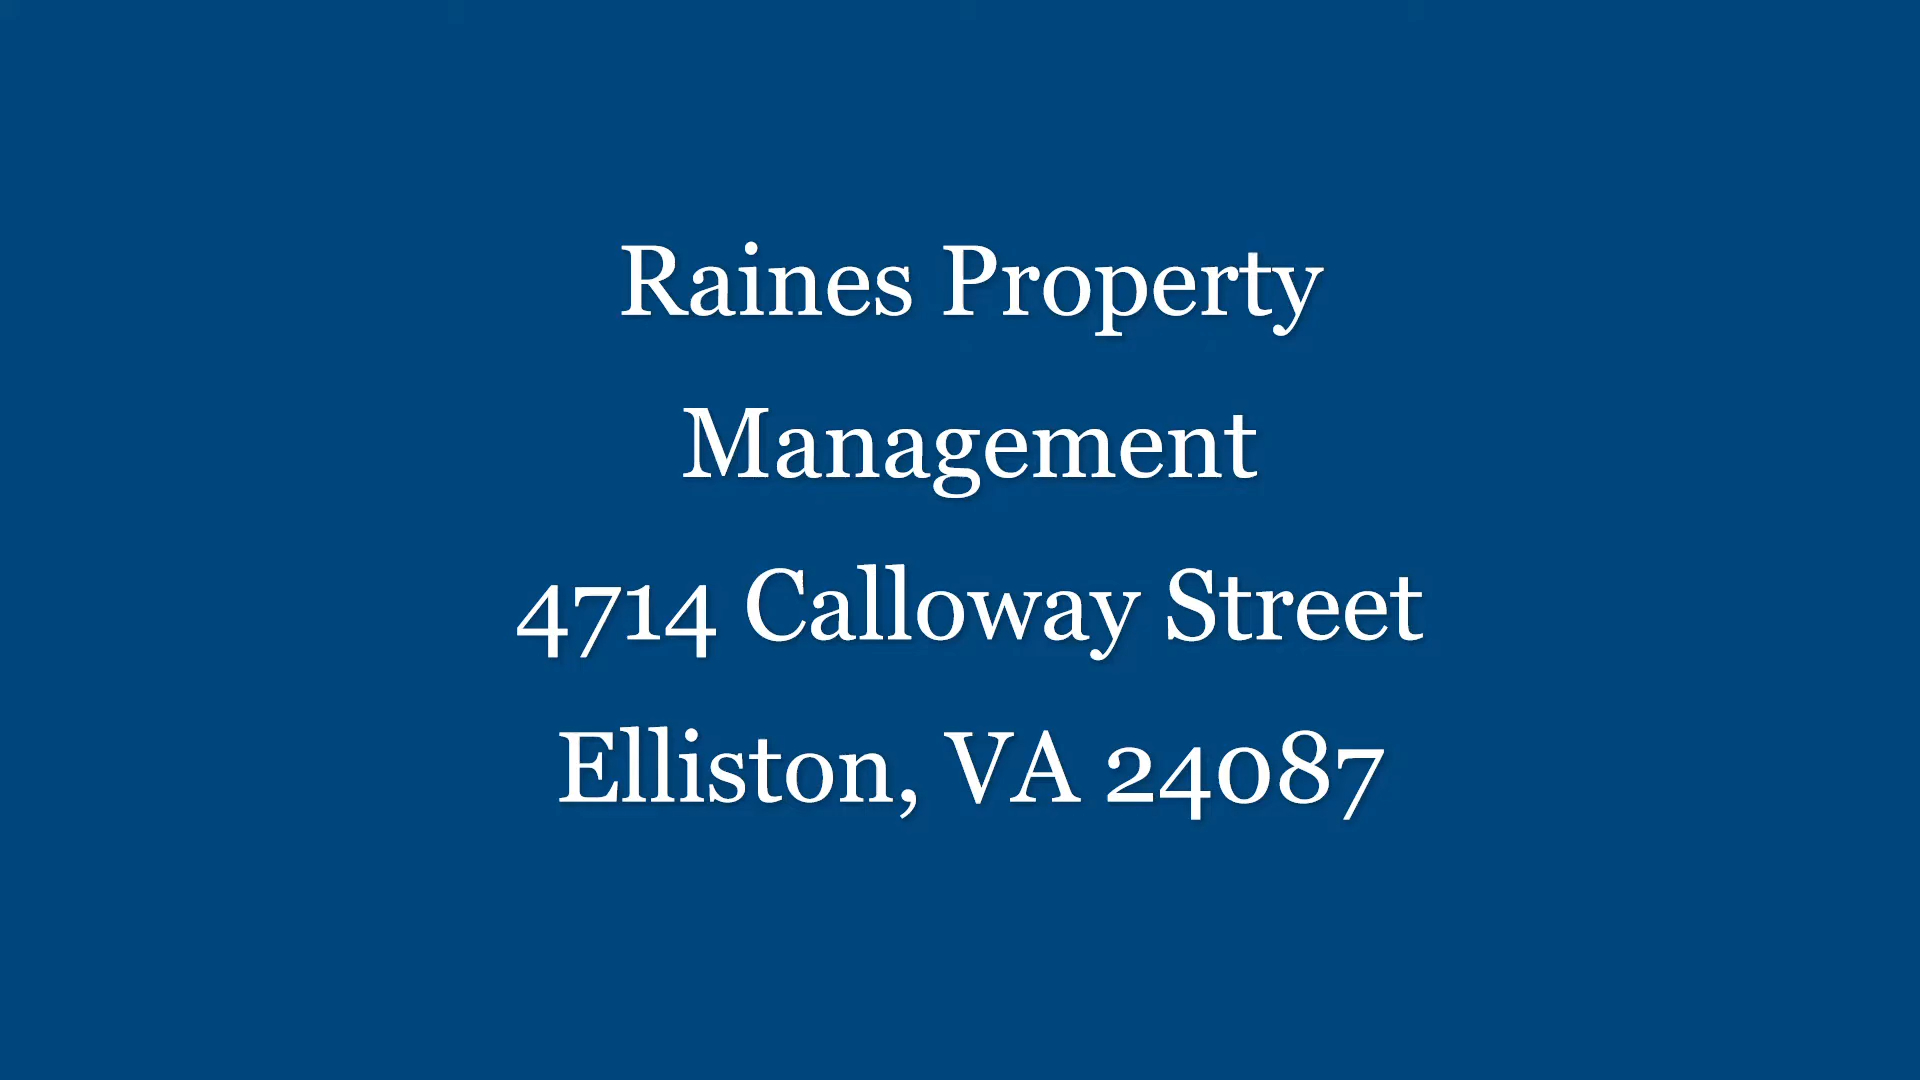 Raines Property
Management
4714 Calloway Street
Elliston, VA 24087